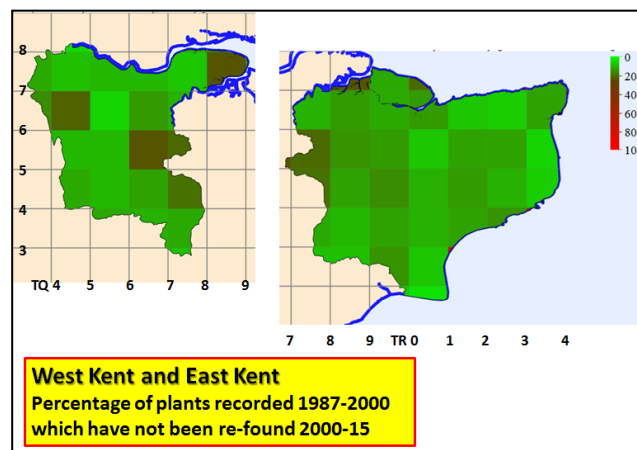 8
7
6
5
4
3
TQ 4 5 6 7 8 9
0
20
40
60
80
10
7 8 9 TR 0 1 2 3 4
West Kent and East Kent
Percentage of plants recorded 1987-2000
which have not been re-found 2000-15